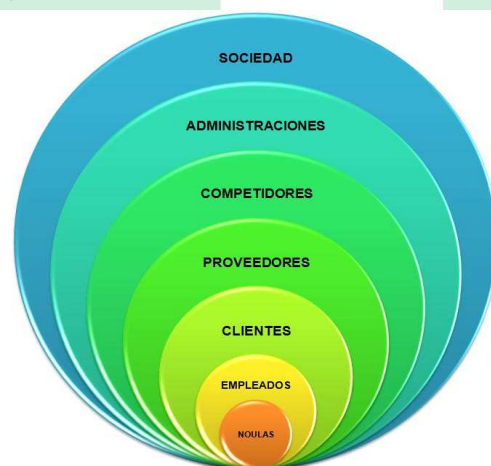 SOCIEDAD
ADMINISTRACIONES
COMPETIDORES
PROVEEDORES
CLIENTES
EMPLEADOS
NOULAS